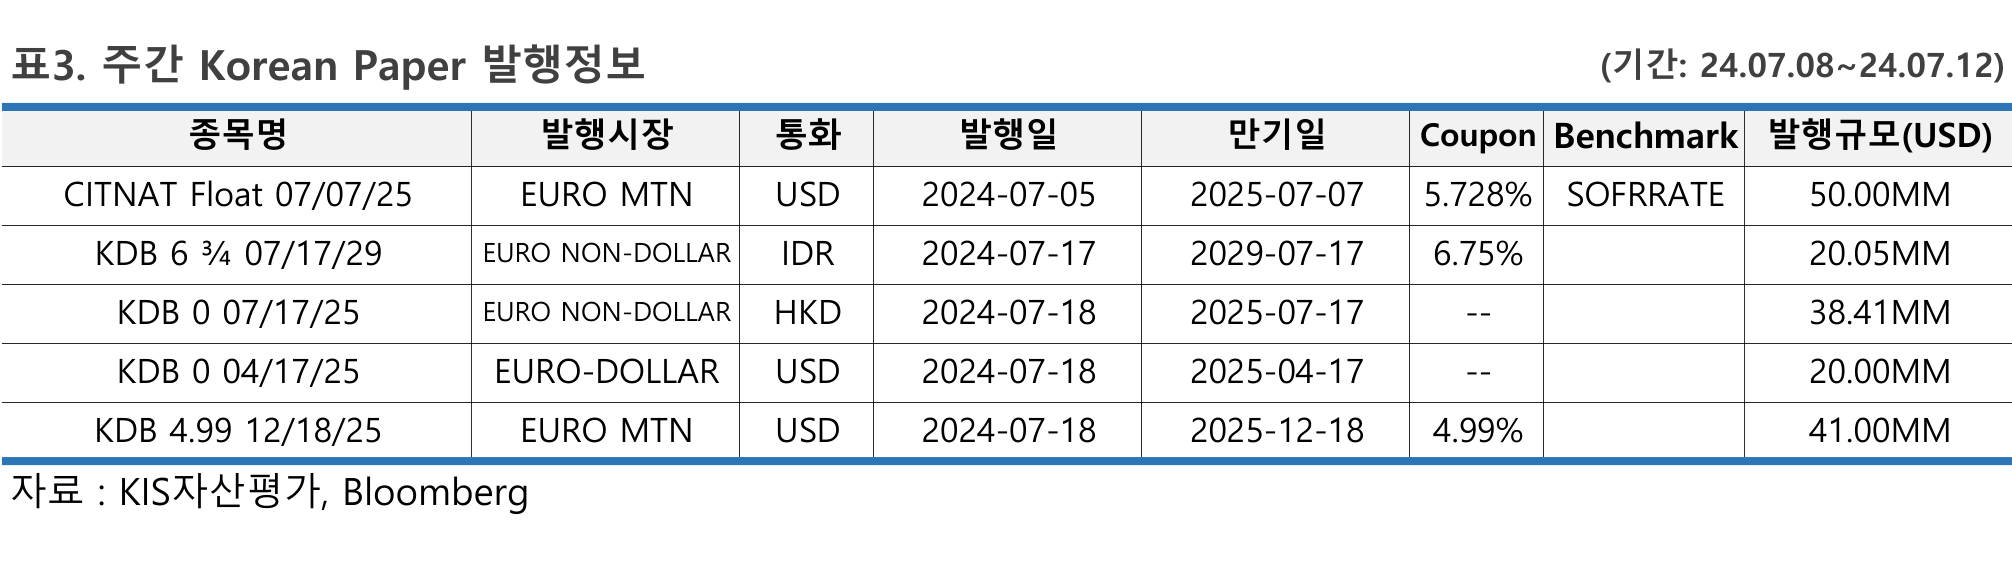 표3. 주간 Korean Paper 발행정보 (기간: 24.07.08~24.07.12)
종목명 발행시장 통화 발행일 만기일 Coupon Benchmark 발행규모(USD)
CITNAT Float 07/07/25 EURO MTN USD 2024-07-05 2025-07-07 5.728% SOFRRATE 50.00MM
KDB 6 ¾ 07/17/29 EURO NON-DOLLAR IDR 2024-07-17 2029-07-17 6.75% 20.05MM
KDB 0 07/17/25 EURO NON-DOLLAR HKD 2024-07-18 2025-07-17 -- 38.41MM
KDB 0 04/17/25 EURO-DOLLAR USD 2024-07-18 2025-04-17 -- 20.00MM
KDB 4.99 12/18/25 EURO MTN USD 2024-07-18 2025-12-18 4.99% 41.00MM
자료 : KIS자산평가, Bloomberg